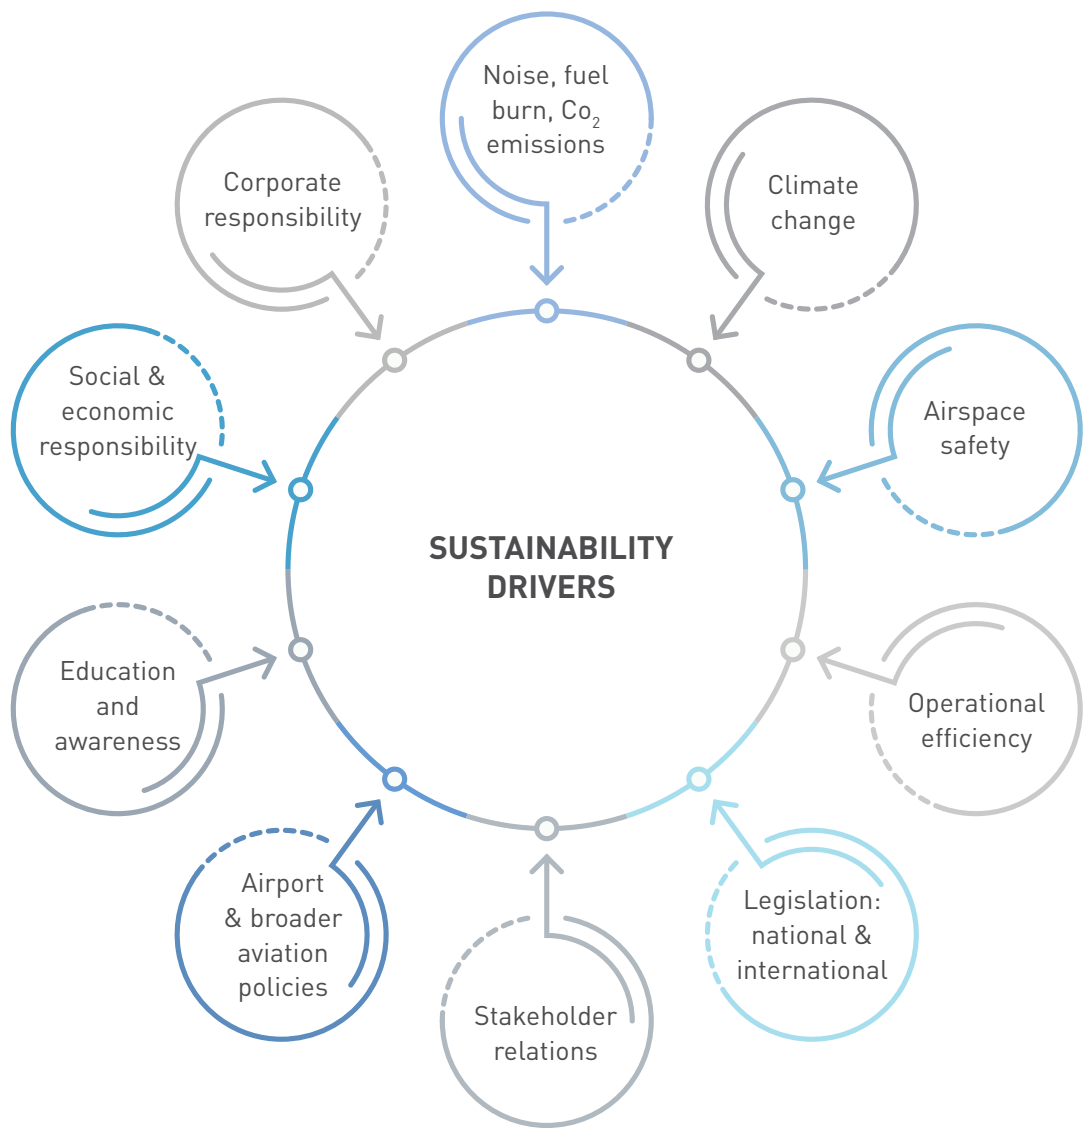 Noise, fuel
burn, Co₂
emissions
Climate
change
Airspace
safety
Operational
efficiency
Legislation:
national &
international
Stakeholder
relations
Airport
& broader
aviation
policies
Education
and
awareness
Social &
economic
responsibility
Corporate
responsibility
SUSTAINABILITY
DRIVERS